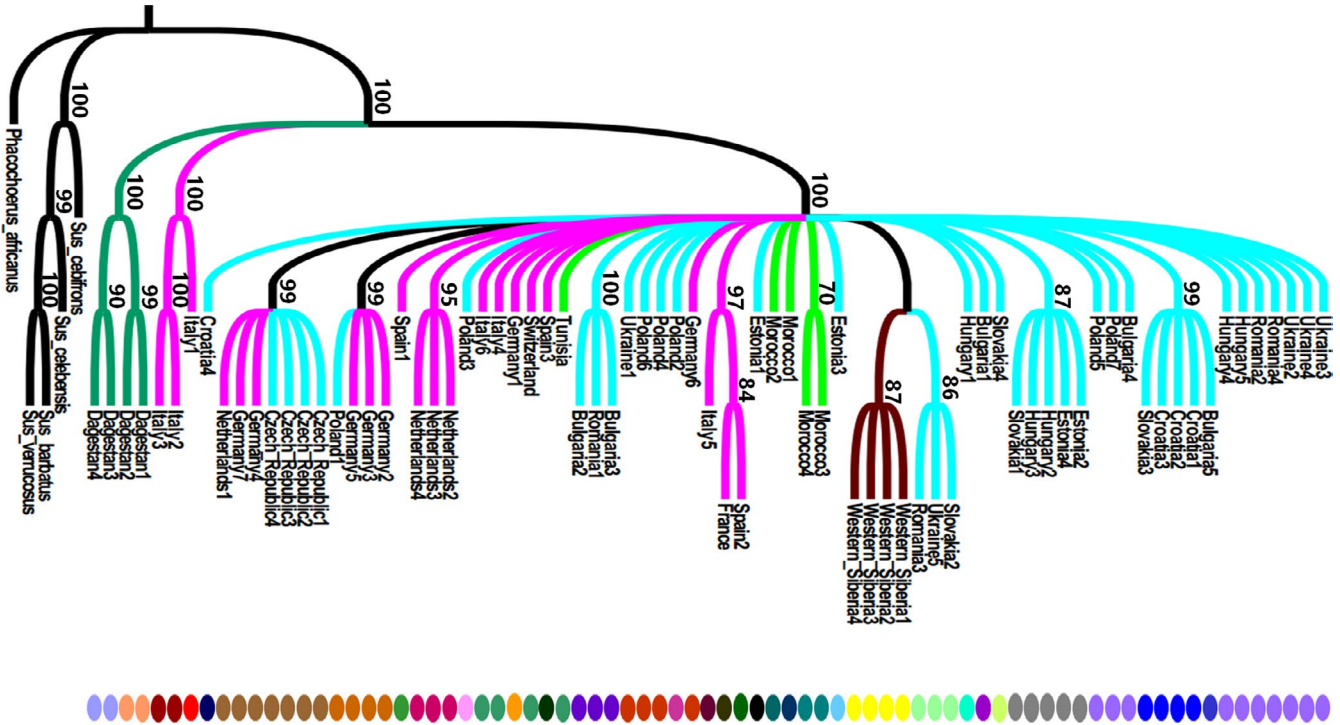 100
100
Phacochoerus_africanus
99
Sus_cebifrons
100
Sus_celebensis
Sus_barbatus
Sus_verrucosus
100
90
99
Dagestan4
Dagestan3
Dagestan2
Dagestan1
100
100
Italy1
Italy3
Italy2
100
Croatia4
99
Netherlands1
Germany7
Germany4
Czech_Republic4
Czech_Republic3
Czech_Republic2
Czech_Republic1
99
Poland1
Germany5
Germany3
Germany2
Spain1
95
Netherlands4
Netherlands3
Netherlands2
Poland3
Italy6
Italy4
Germany1
Switzerland
Spain3
Tunisia
100
Bulgaria2
Romania1
Bulgaria3
Ukraine1
Poland6
Poland4
Poland2
Germany6
97
Italy5
84
France
Spain2
Estonia1
Morocco2
Morocco1
70
Morocco4
Morocco3
Estonia3
87
Western_Siberia4
Western_Siberia3
Western_Siberia2
Western_Siberia1
86
Romania3
Ukraine5
Slovakia2
Hungary1
Bulgaria1
Slovakia4
87
Slovakia1
Hungary3
Hungary2
Estonia4
Estonia2
Poland5
Poland7
Bulgaria4
99
Slovakia3
Croatia3
Croatia2
Croatia1
Bulgaria5
Hungary4
Hungary5
Romania2
Romania4
Ukraine2
Ukraine4
Ukraine3